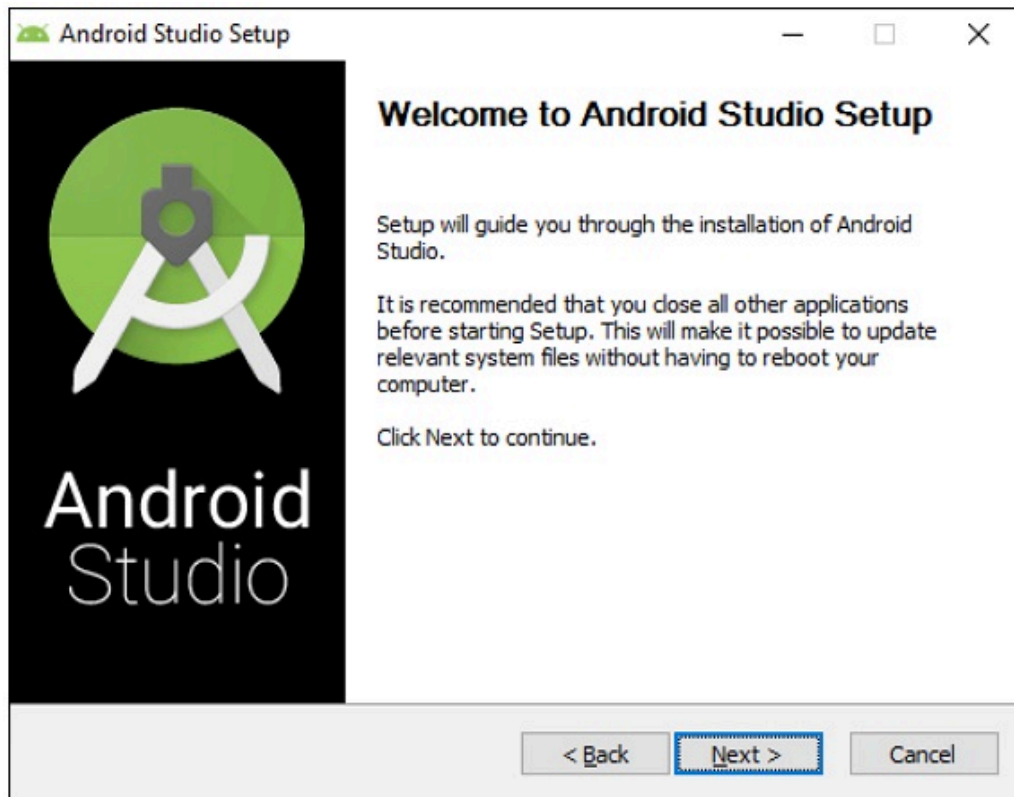 Android Studio Setup
Welcome to Android Studio Setup
Setup will guide you through the installation of Android
Studio.
It is recommended that you close all other applications
before starting Setup. This will make it possible to update
relevant system files without having to reboot your
computer.
Click Next to continue.
Android
Studio
< Back
Next >
Cancel